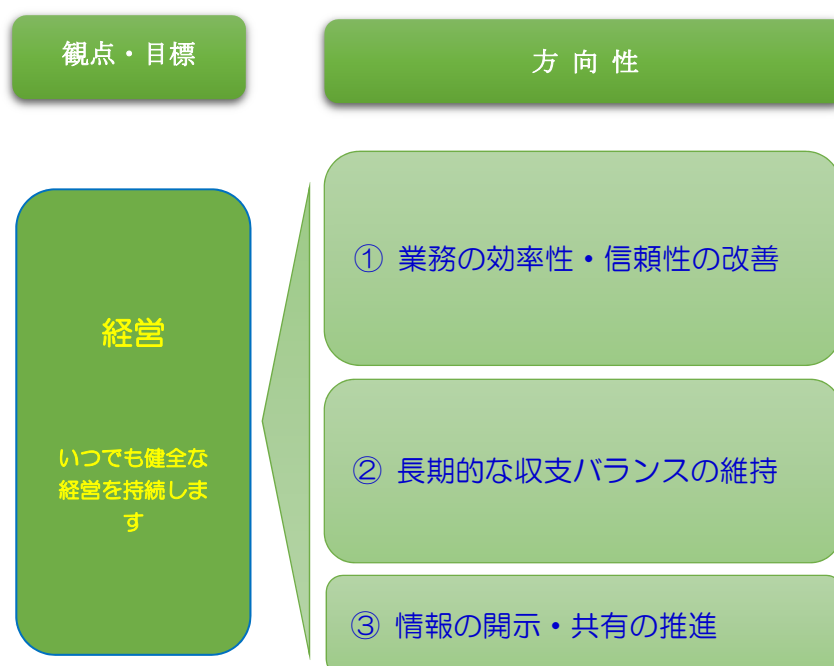 観点・目標
方 向 性
経営
いつでも健全な
経営を持続しま
す
① 業務の効率性・信頼性の改善
② 長期的な収支バランスの維持
③ 情報の開示・共有の推進